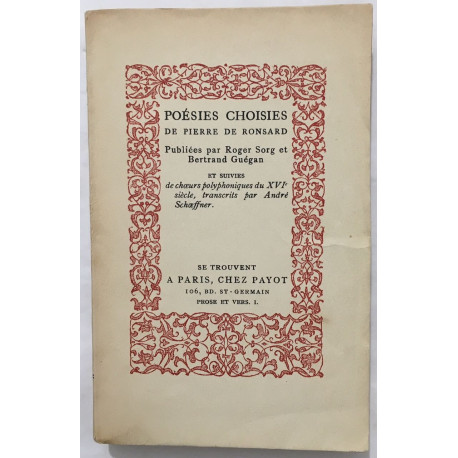 POÉSIES CHOISIES
DE PIERRE DE RONSARD
Publiées par Roger Sorg et
Bertrand Guégan
ET SUIVIES
de chœurs polyphoniques du XVIᵉ
siècle, transcrits par André
Schæffner.
SE TROUVENT
A PARIS, CHEZ PAYOT
106, BD. ST-GERMAIN
PROSE ET VERS. I.